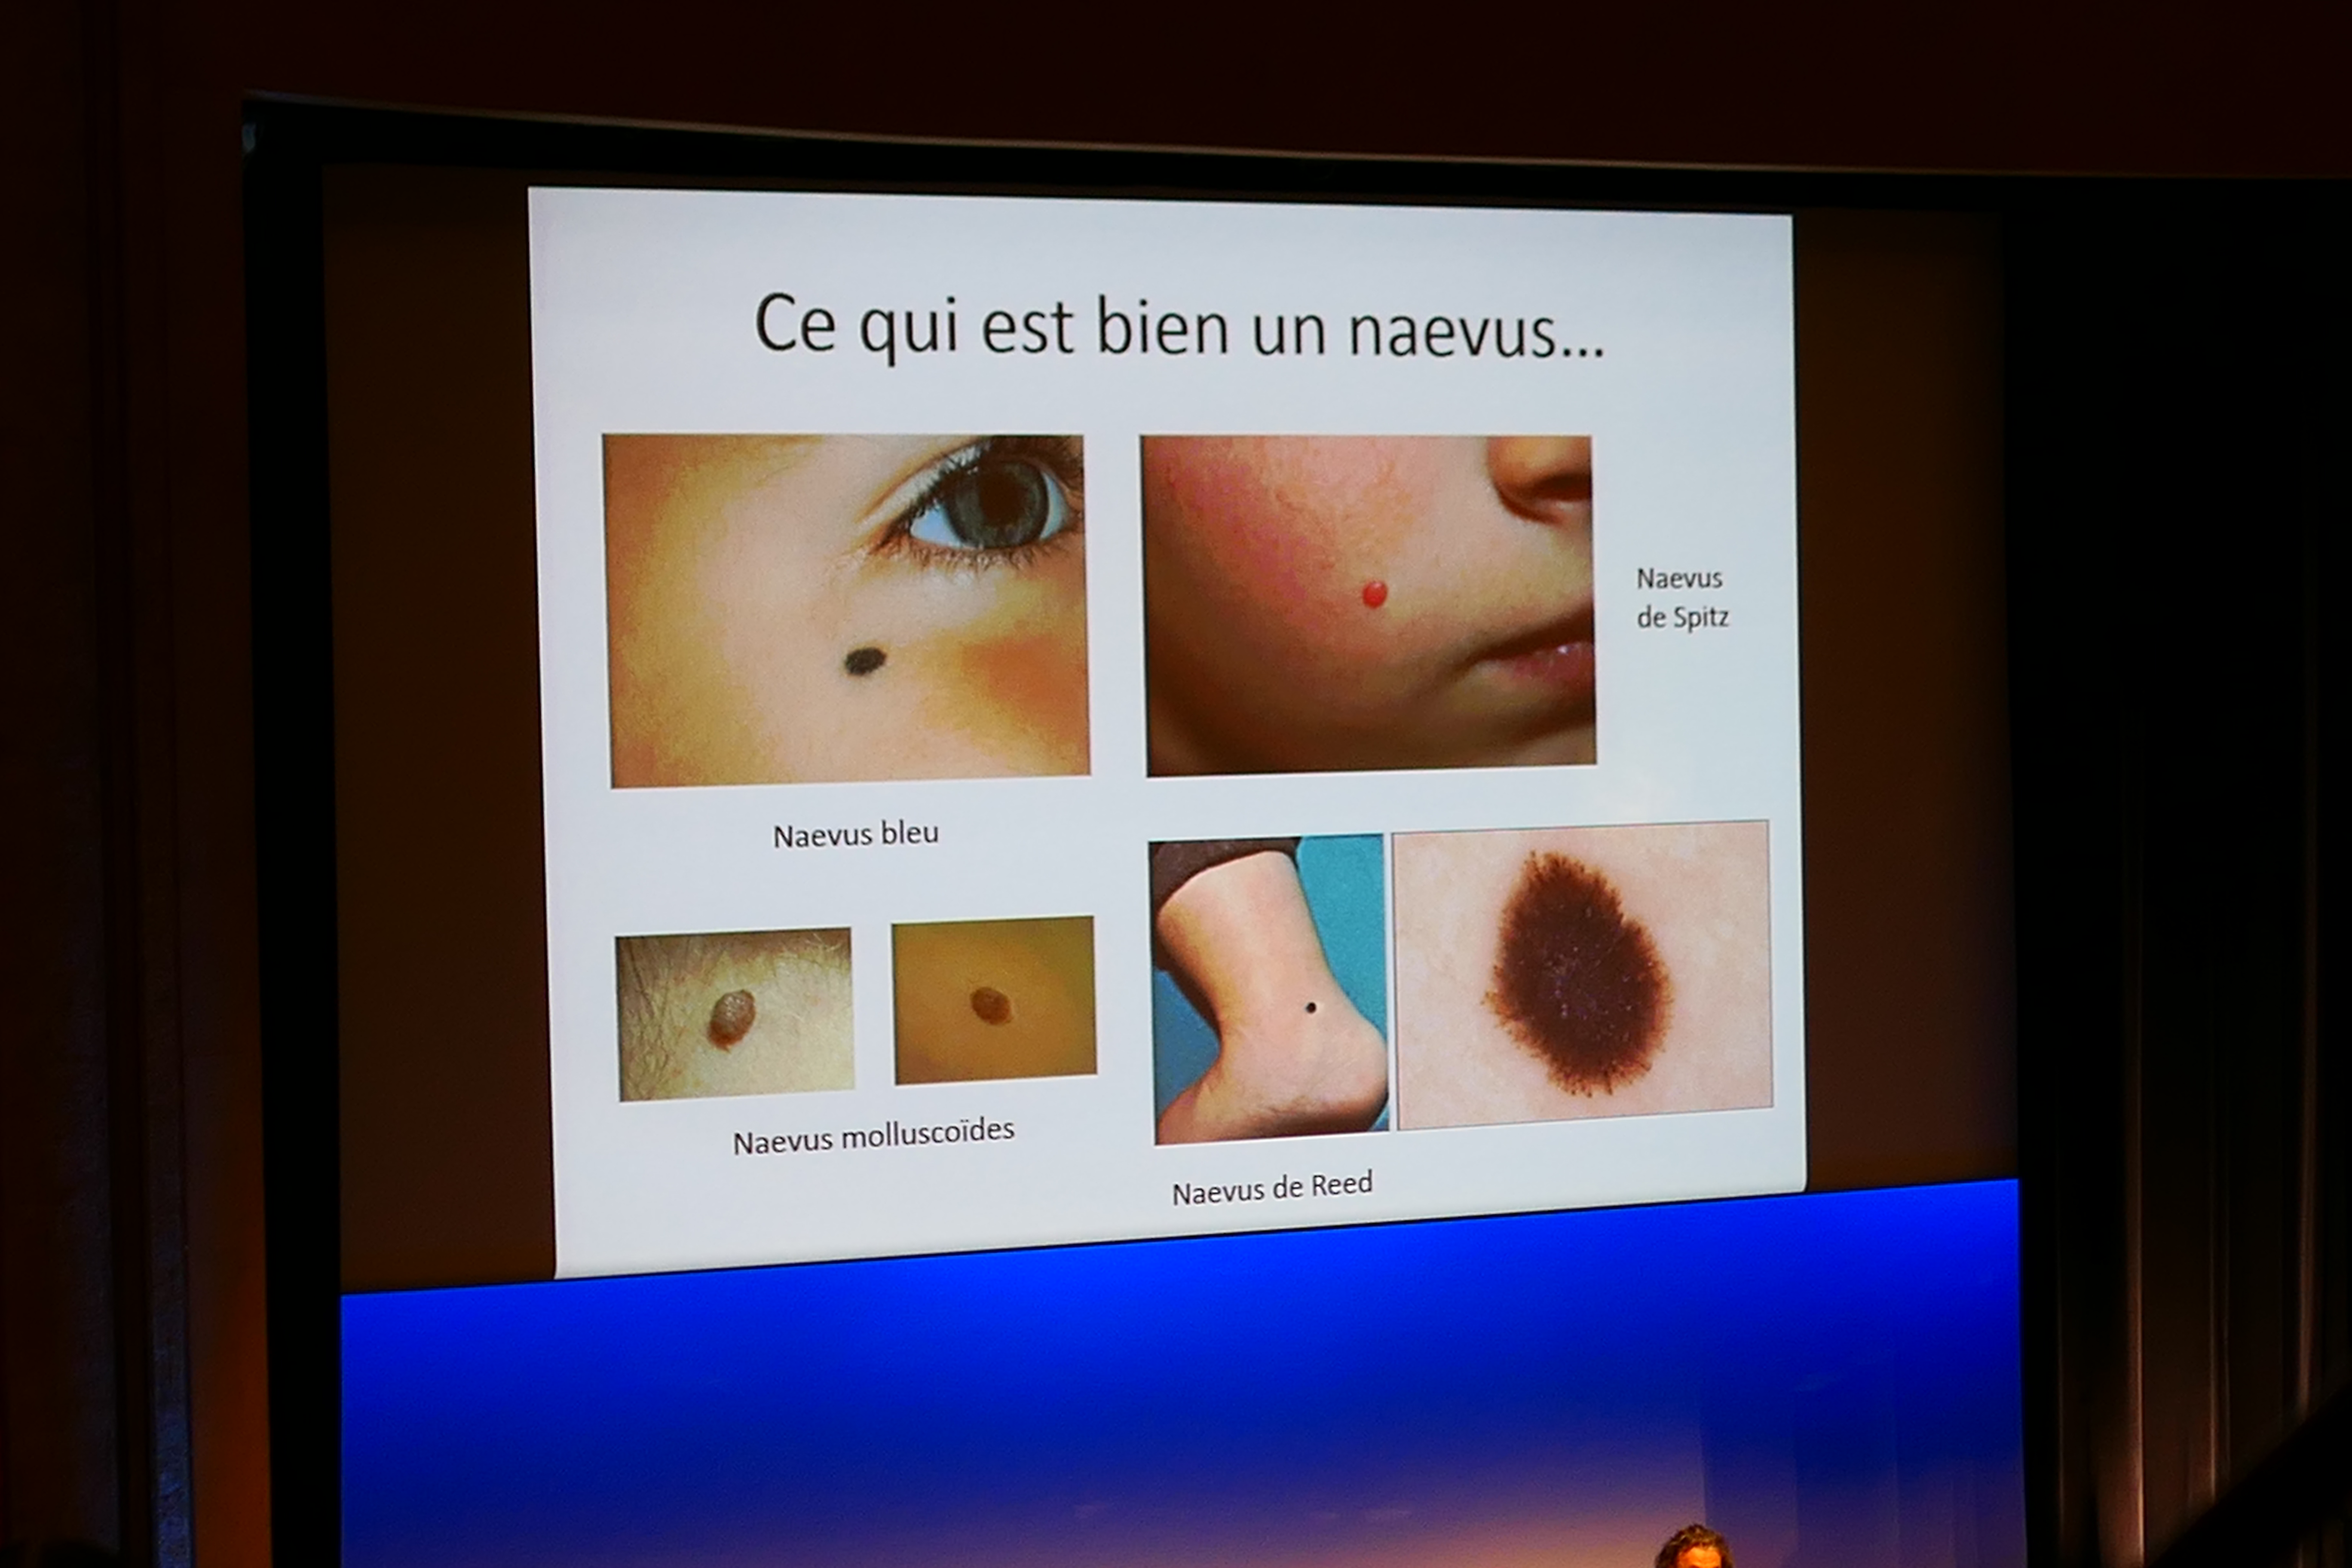 Ce qui est bien un naevus...
Naevus
de Spitz
Naevus bleu
Naevus molluscoïdes
Naevus de Reed